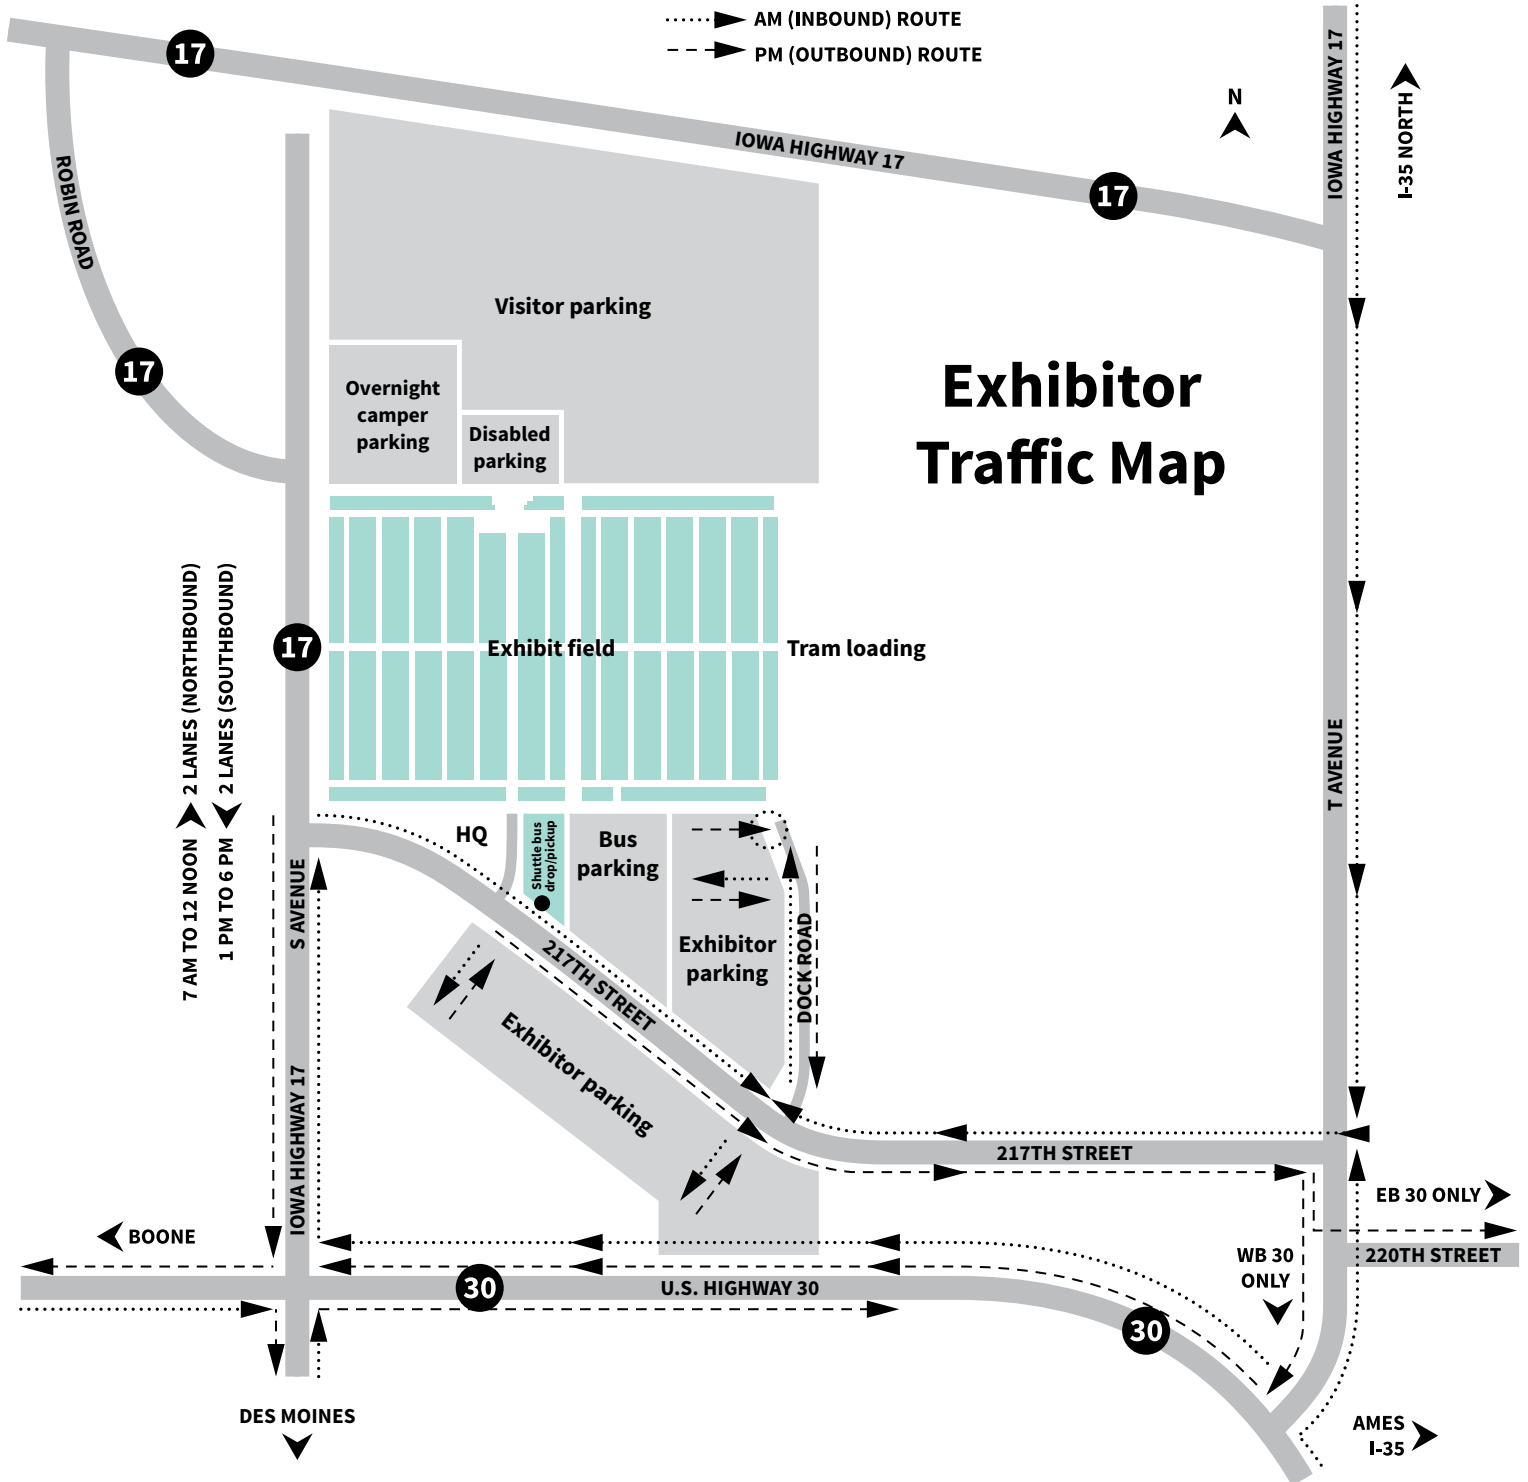 AM (INBOUND) ROUTE
PM (OUTBOUND) ROUTE
17
IOWA HIGHWAY 17
17
N
IOWA HIGHWAY 17
I-35 NORTH
ROBIN ROAD
17
Visitor parking
Overnight
camper
parking
Disabled
parking
Exhibitor
Traffic Map
17
Exhibit field
Tram loading
7 AM TO 12 NOON 2 LANES (NORTHBOUND)
1 PM TO 6 PM 2 LANES (SOUTHBOUND)
T AVENUE
S AVENUE
HQ
Shuttle bus
drop/pickup
Bus
parking
Exhibitor
parking
DOCK ROAD
217TH STREET
Exhibitor parking
IOWA HIGHWAY 17
217TH STREET
EB 30 ONLY
BOONE
WB 30
ONLY
220TH STREET
30
U.S. HIGHWAY 30
30
DES MOINES
AMES
I-35